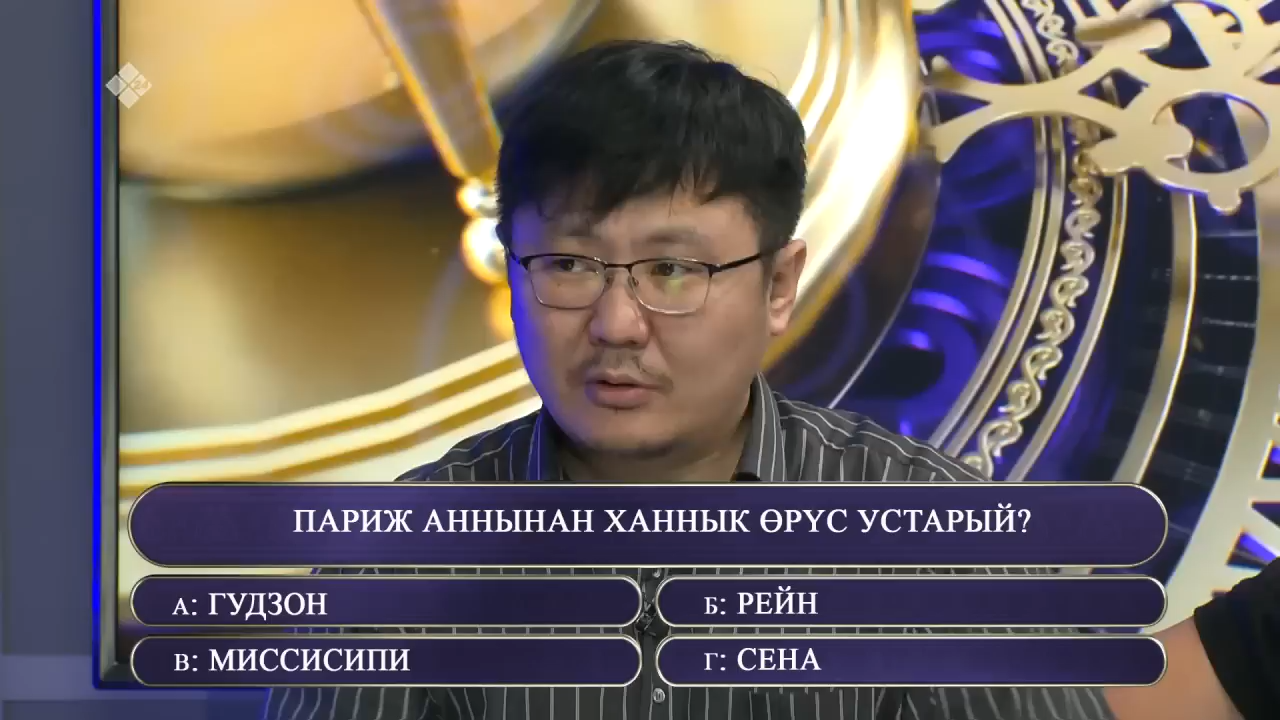 ПАРИЖ АННЫНАН ХАННЫК ӨРҮС УСТАРЫЙ?
А: ГУДЗОН
Б: РЕЙН
В: МИССИСИПИ
Г: СЕНА